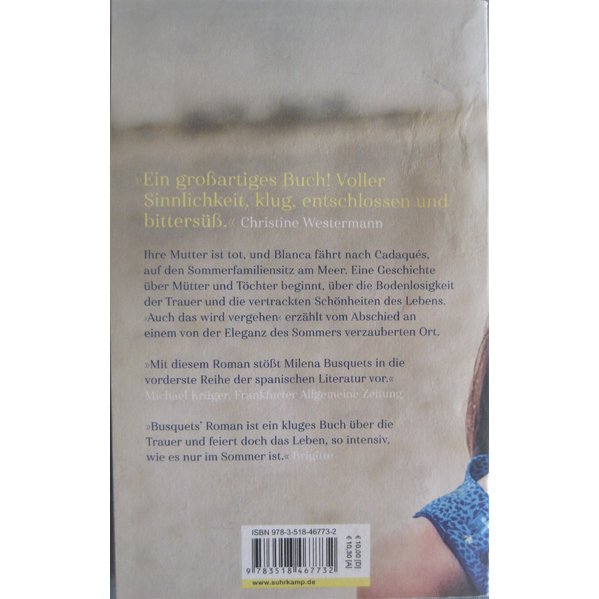 »Ein großartiges Buch! Voller
Sinnlichkeit, klug, entschlossen und
bittersüß.« Christine Westermann
Ihre Mutter ist tot, und Blanca fährt nach Cadaqués,
auf den Sommerfamiliensitz am Meer. Eine Geschichte
über Mütter und Töchter beginnt, über die Bodenlosigkeit
der Trauer und die vertrackten Schönheiten des Lebens.
›Auch das wird vergehen‹ erzählt vom Abschied an
einem von der Eleganz des Sommers verzauberten Ort.
»Mit diesem Roman stößt Milena Busquets in die
vorderste Reihe der spanischen Literatur vor.«
Michael Krüger, Frankfurter Allgemeine Zeitung
»Busquets' Roman ist ein kluges Buch über die
Trauer und feiert doch das Leben, so intensiv,
wie es nur im Sommer ist.« Brigitte
ISBN 978-3-518-46773-2
9 783518 467732
www.suhrkamp.de
€ 10,00 [D]
€ 10,30 [A]